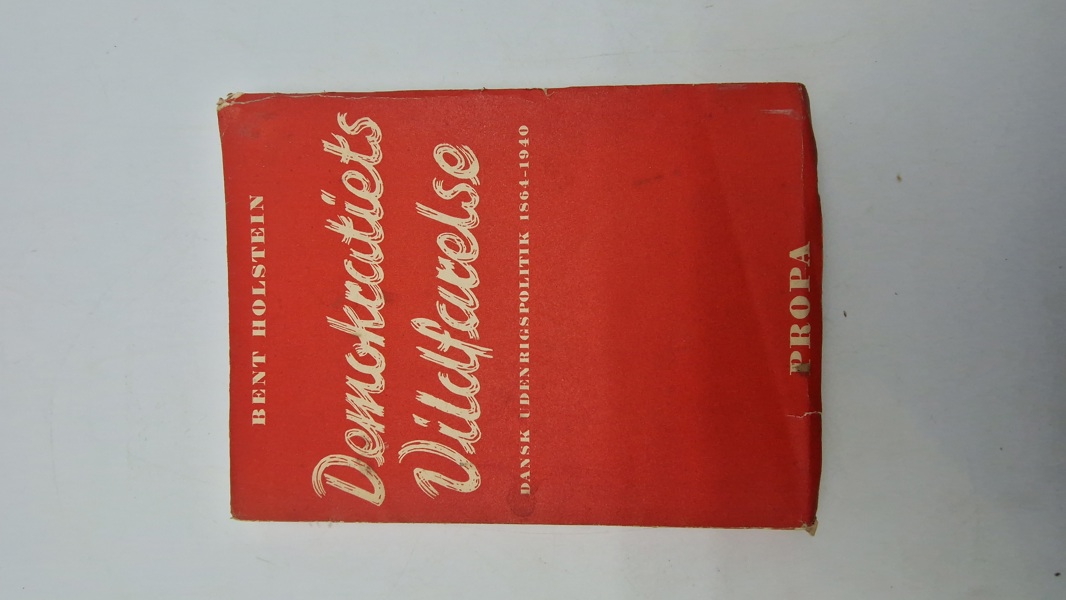 BENT HOLSTEIN
Demokratiets
Vildfarelse
DANSK UDENRIGSPOLITIK 1864-1940
PROPA